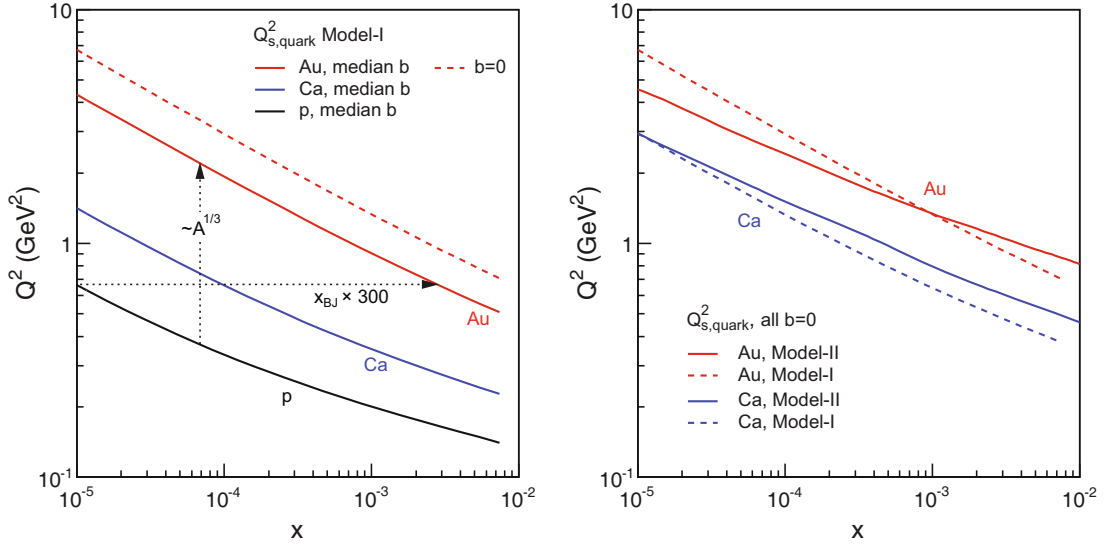 10
Q²s,quark Model-I
Au, median b
b=0
Ca, median b
p, median b
~A^1/3
1
Q² (GeV²)
x_BJ × 300
Au
Ca
p
10⁻¹
10⁻⁵
10⁻⁴
10⁻³
10⁻²
x
10
Au
Ca
1
Q² (GeV²)
Q²s,quark, all b=0
Au, Model-II
Au, Model-I
Ca, Model-II
Ca, Model-I
10⁻¹
10⁻⁵
10⁻⁴
10⁻³
10⁻²
x